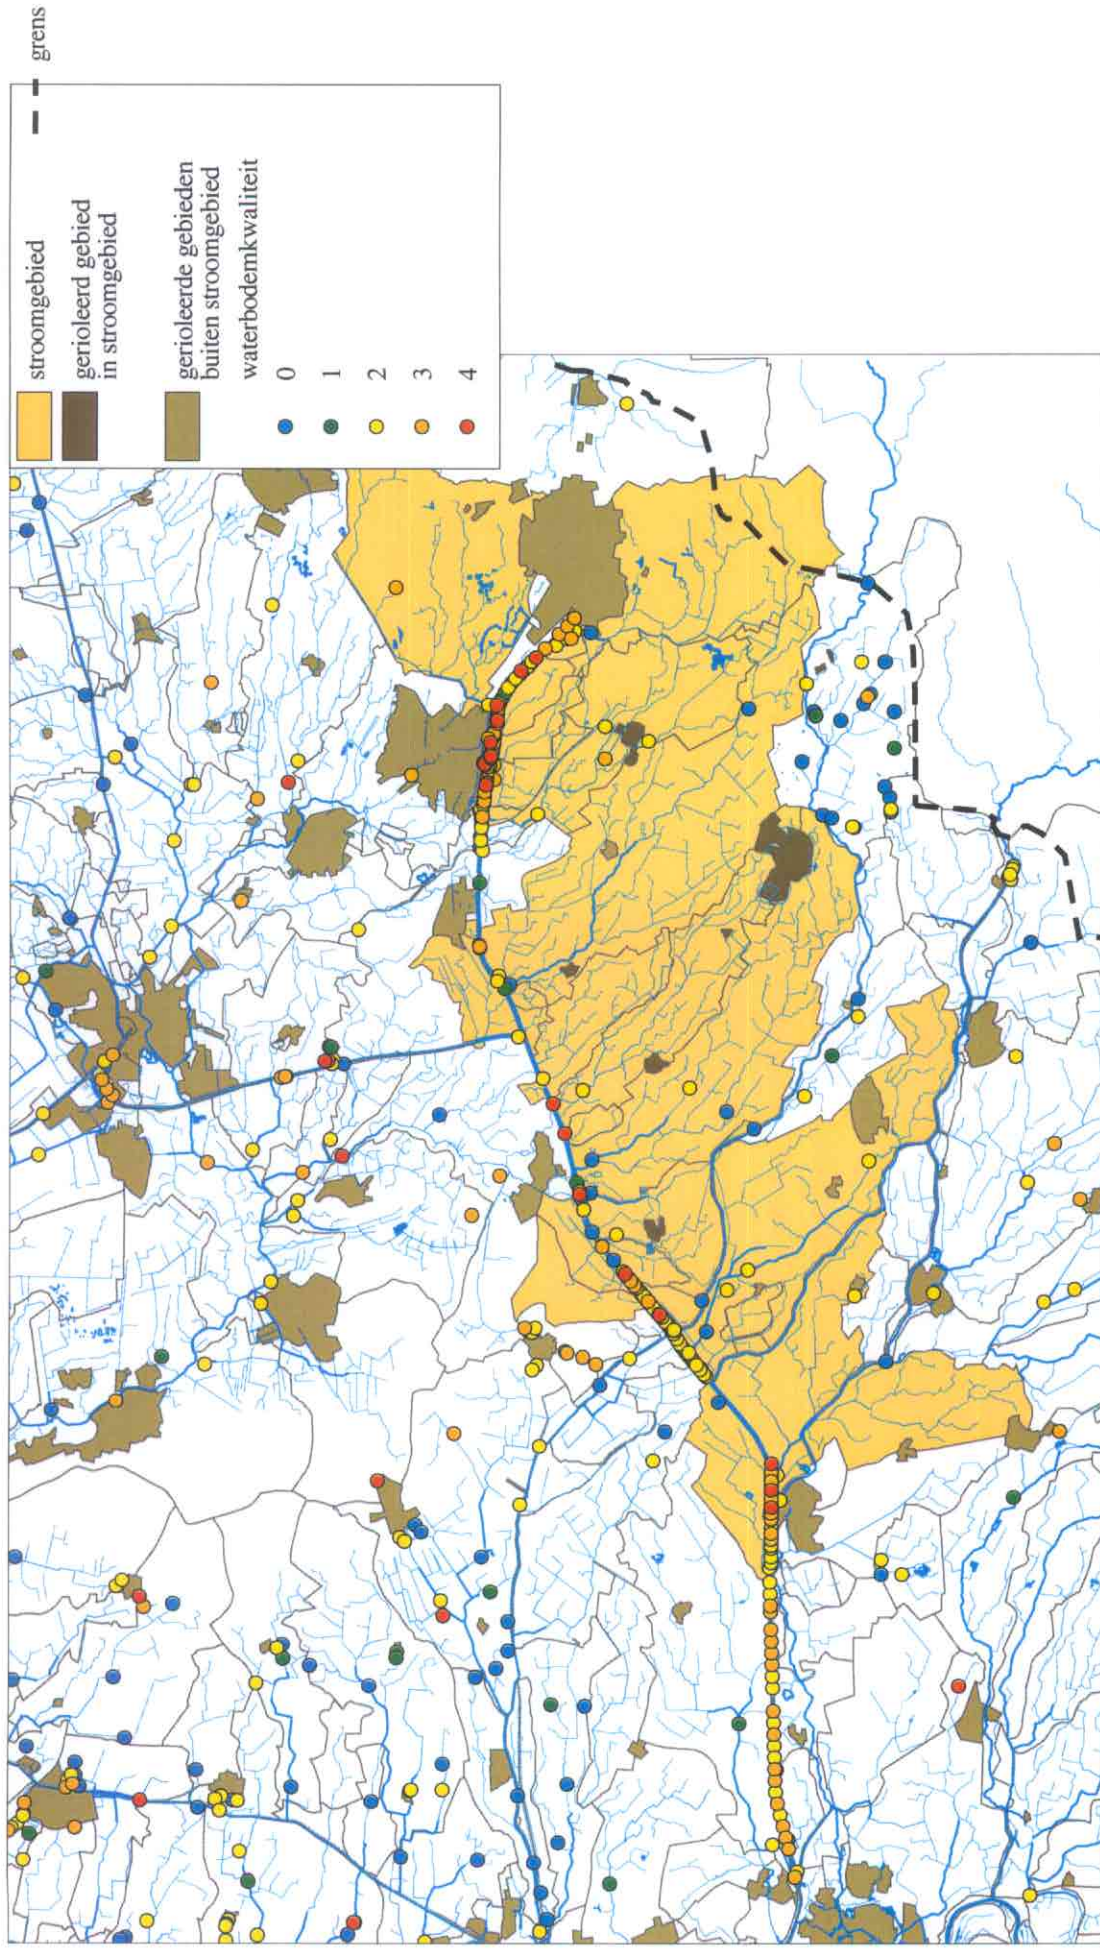 stroomgebied
grens
gerioleerd gebied
in stroomgebied
gerioleerde gebieden
buiten stroomgebied
waterbodemkwaliteit
0
1
2
3
4